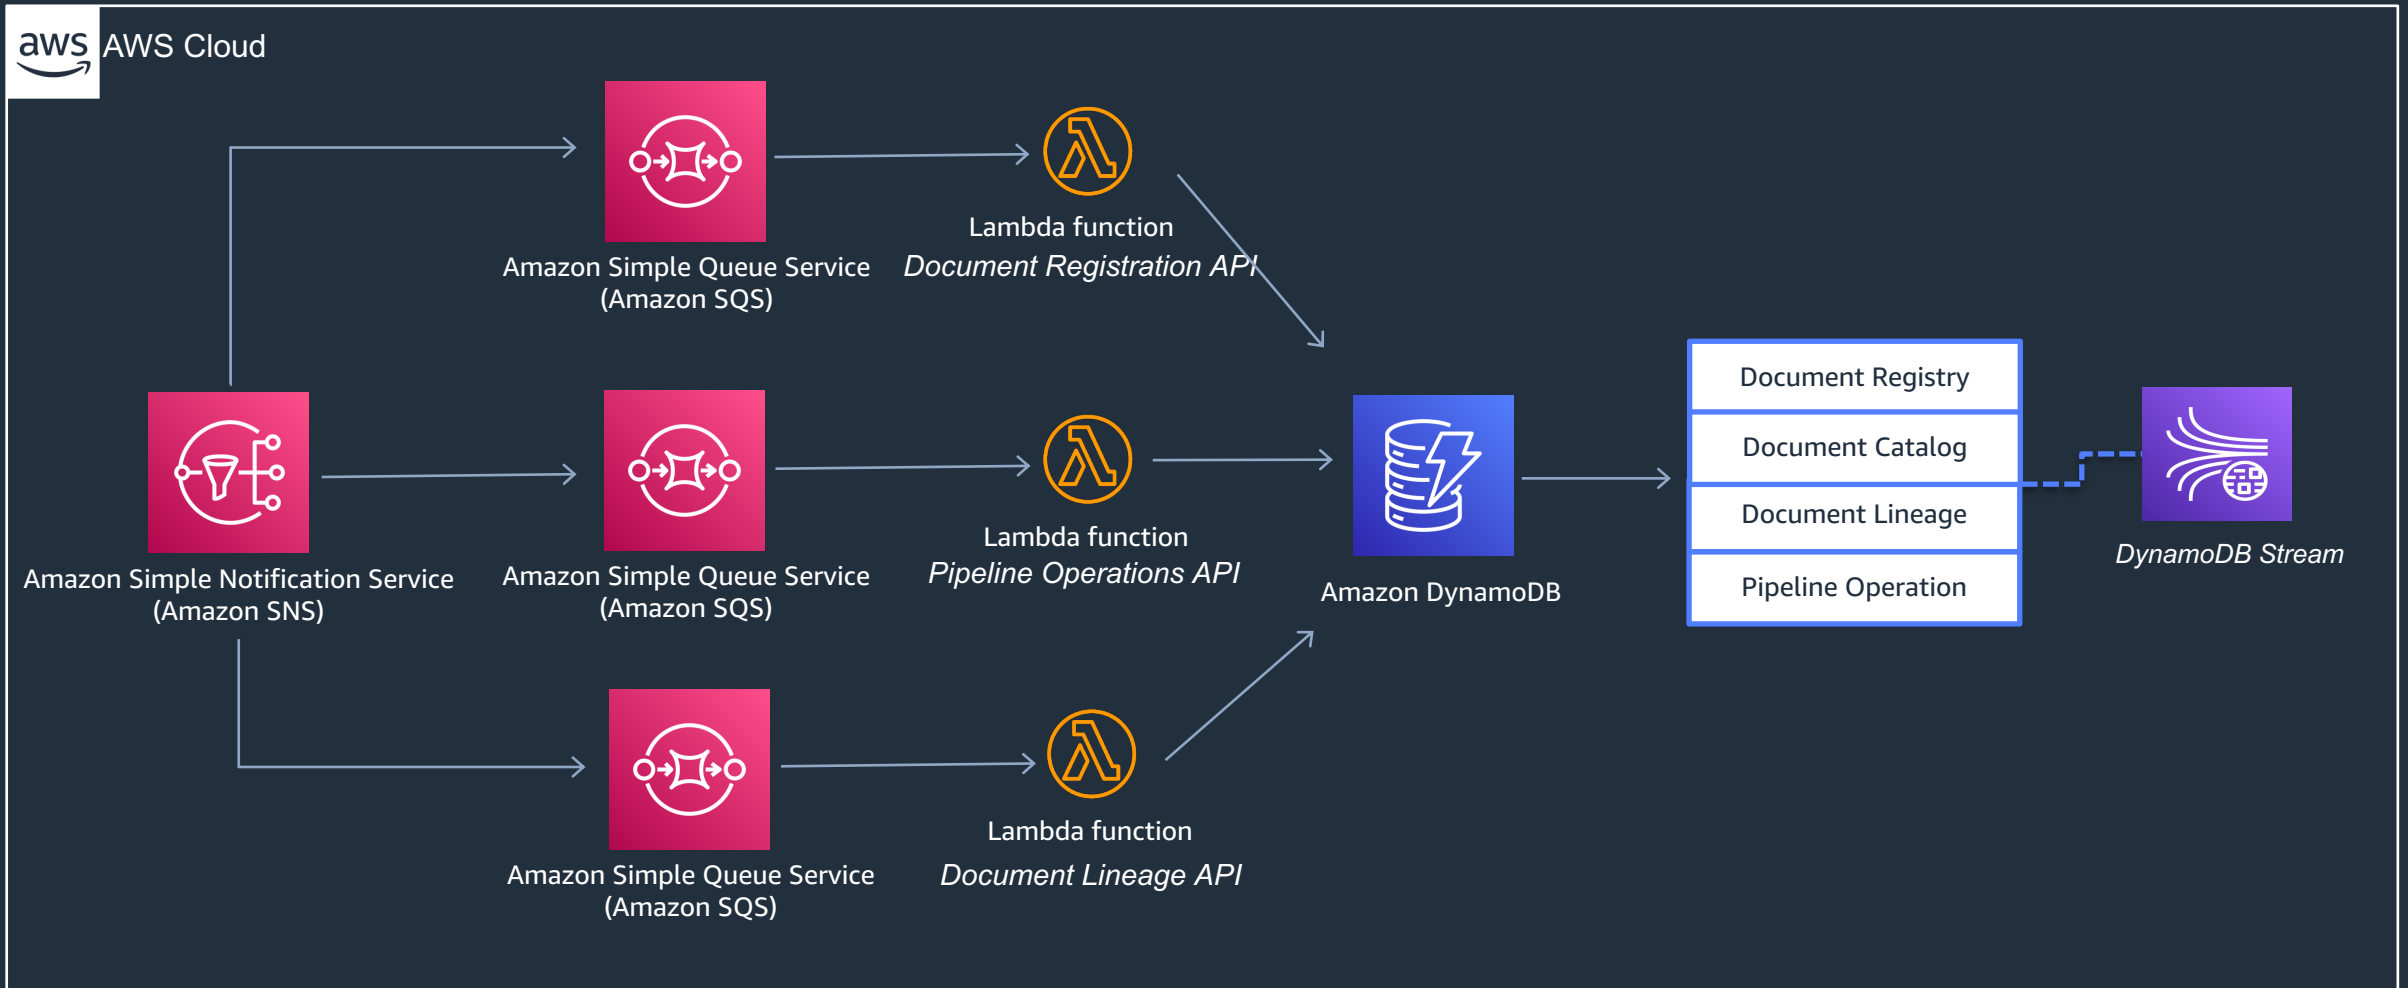 aws
AWS Cloud
Amazon Simple Queue Service
(Amazon SQS)
Lambda function
Document Registration API
Amazon Simple Notification Service
(Amazon SNS)
Amazon Simple Queue Service
(Amazon SQS)
Lambda function
Pipeline Operations API
Amazon DynamoDB
Document Registry
Document Catalog
Document Lineage
Pipeline Operation
DynamoDB Stream
Amazon Simple Queue Service
(Amazon SQS)
Lambda function
Document Lineage API